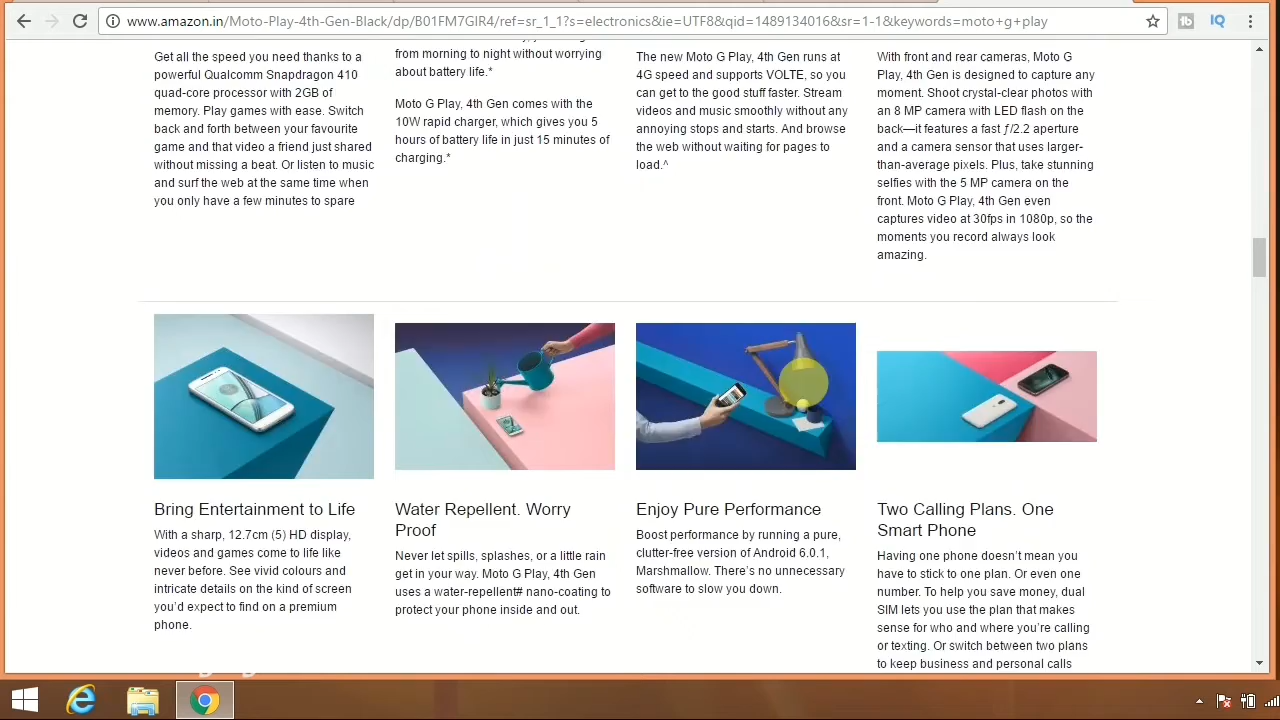 www.amazon.in/Moto-Play-4th-Gen-Black/dp/B01FM7GIR4/ref=sr_1_1?s=electronics&ie=UTF8&qid=1489134016&sr=1-1&keywords=moto+g+play
Get all the speed you need thanks to a
powerful Qualcomm Snapdragon 410
quad-core processor with 2GB of
memory. Play games with ease. Switch
back and forth between your favourite
game and that video a friend just shared
without missing a beat. Or listen to music
and surf the web at the same time when
you only have a few minutes to spare
from morning to night without worrying
about battery life.*
Moto G Play, 4th Gen comes with the
10W rapid charger, which gives you 5
hours of battery life in just 15 minutes of
charging.*
The new Moto G Play, 4th Gen runs at
4G speed and supports VOLTE, so you
can get to the good stuff faster. Stream
videos and music smoothly without any
annoying stops and starts. And browse
the web without waiting for pages to
load.^
With front and rear cameras, Moto G
Play, 4th Gen is designed to capture any
moment. Shoot crystal-clear photos with
an 8 MP camera with LED flash on the
back—it features a fast ƒ/2.2 aperture
and a camera sensor that uses larger-
than-average pixels. Plus, take stunning
selfies with the 5 MP camera on the
front. Moto G Play, 4th Gen even
captures video at 30fps in 1080p, so the
moments you record always look
amazing.
Bring Entertainment to Life
With a sharp, 12.7cm (5) HD display,
videos and games come to life like
never before. See vivid colours and
intricate details on the kind of screen
you’d expect to find on a premium
phone.
Water Repellent. Worry
Proof
Never let spills, splashes, or a little rain
get in your way. Moto G Play, 4th Gen
uses a water-repellent# nano-coating to
protect your phone inside and out.
Enjoy Pure Performance
Boost performance by running a pure,
clutter-free version of Android 6.0.1,
Marshmallow. There’s no unnecessary
software to slow you down.
Two Calling Plans. One
Smart Phone
Having one phone doesn’t mean you
have to stick to one plan. Or even one
number. To help you save money, dual
SIM lets you use the plan that makes
sense for who and where you’re calling
or texting. Or switch between two plans
to keep business and personal calls